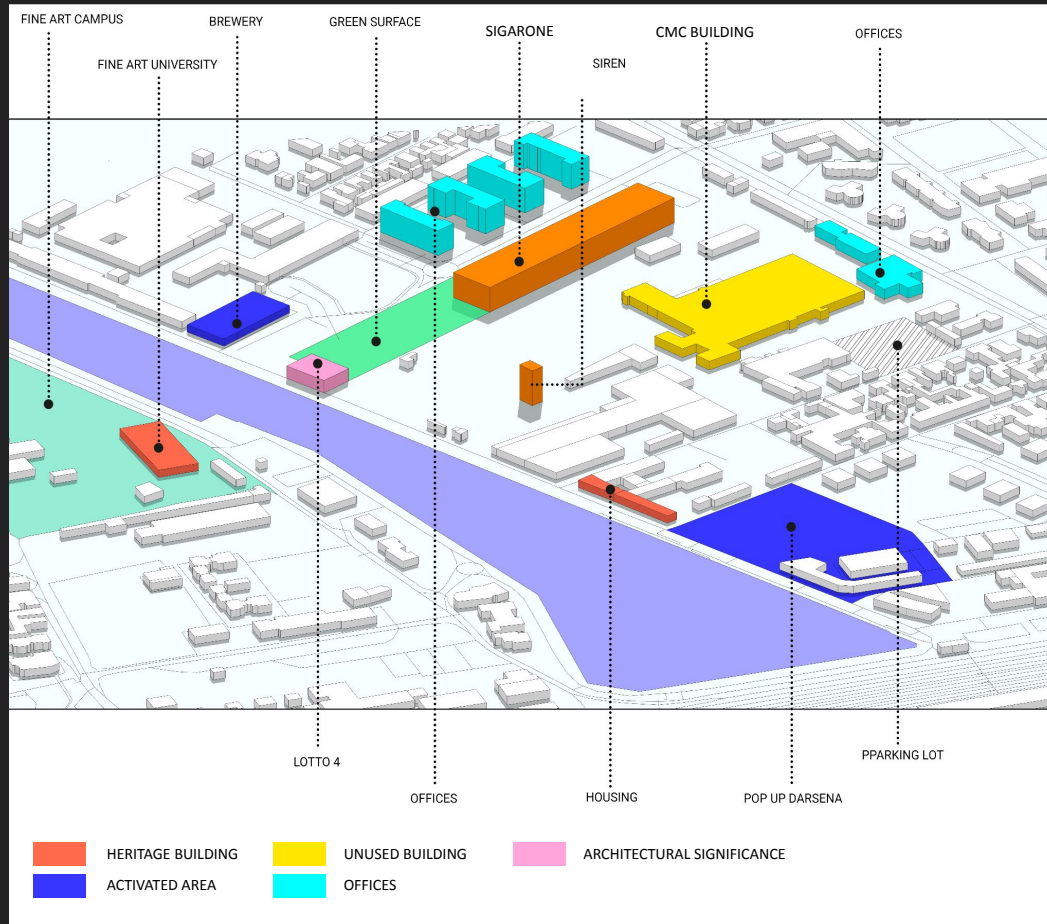 FINE ART CAMPUS
BREWERY
GREEN SURFACE
SIGARONE
CMC BUILDING
OFFICES
FINE ART UNIVERSITY
SIREN
LOTTO 4
PPARKING LOT
OFFICES
HOUSING
POP UP DARSENA
HERITAGE BUILDING
UNUSED BUILDING
ARCHITECTURAL SIGNIFICANCE
ACTIVATED AREA
OFFICES